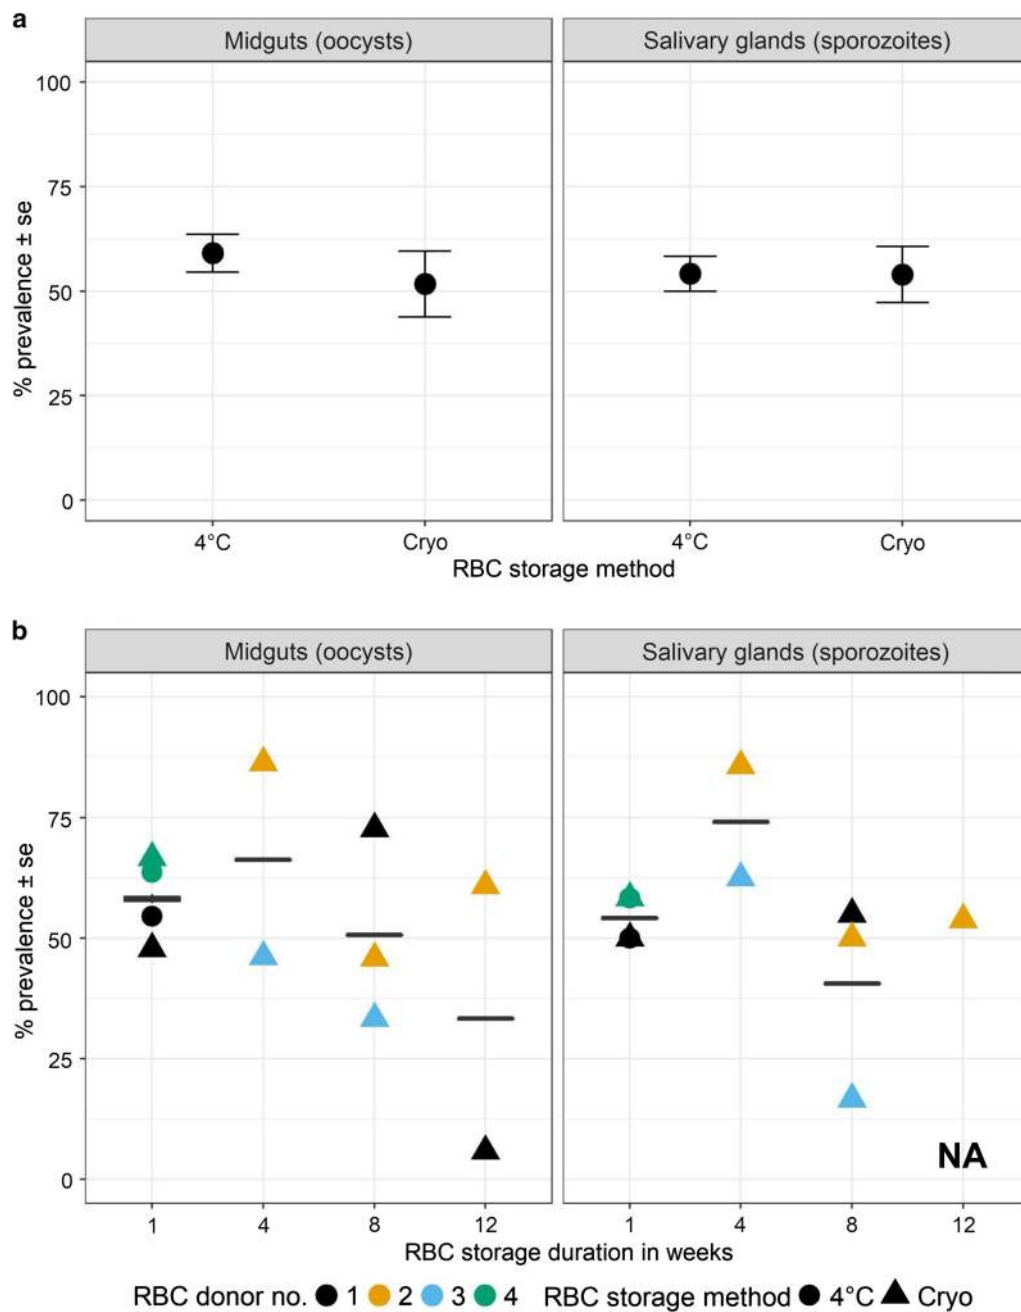 a
Midguts (oocysts)
Salivary glands (sporozoites)
% prevalence ± se
100
75
50
25
0
4°C
Cryo
4°C
Cryo
RBC storage method
b
Midguts (oocysts)
Salivary glands (sporozoites)
% prevalence ± se
100
75
50
25
0
NA
1
4
8
12
1
4
8
12
RBC storage duration in weeks
RBC donor no. 1 2 3 4 RBC storage method 4°C Cryo